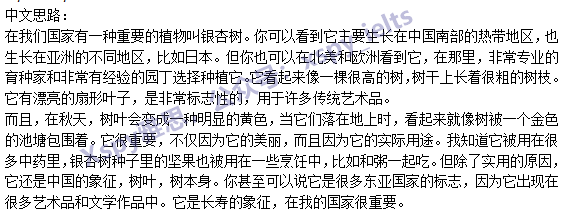 中文思路：
在我们国家有一种重要的植物叫银杏树。你可以看到它主要生长在中国南部的热带地区，也
生长在亚洲的不同地区，比如日本。但你也可以在北美和欧洲看到它，在那里，非常专业的
育种家和非常有经验的园丁选择种植它。它看起来像一棵很高的树，树干上长着很粗的树枝。
它有漂亮的扇形叶子，是非常标志性的，用于许多传统艺术品。
而且，在秋天，树叶会变成一种明显的黄色，当它们落在地上时，看起来就像树被一个金色
的池塘包围着。它很重要，不仅因为它的美丽，而且因为它的实际用途。我知道它被用在很
多中药里，银杏树种子里的坚果也被用在一些烹饪中，比如和粥一起吃。但除了实用的原因，
它还是中国的象征，树叶，树本身。你甚至可以说它是很多东亚国家的标志，因为它出现在
很多艺术品和文学作品中。它是长寿的象征，在我的国家很重要。